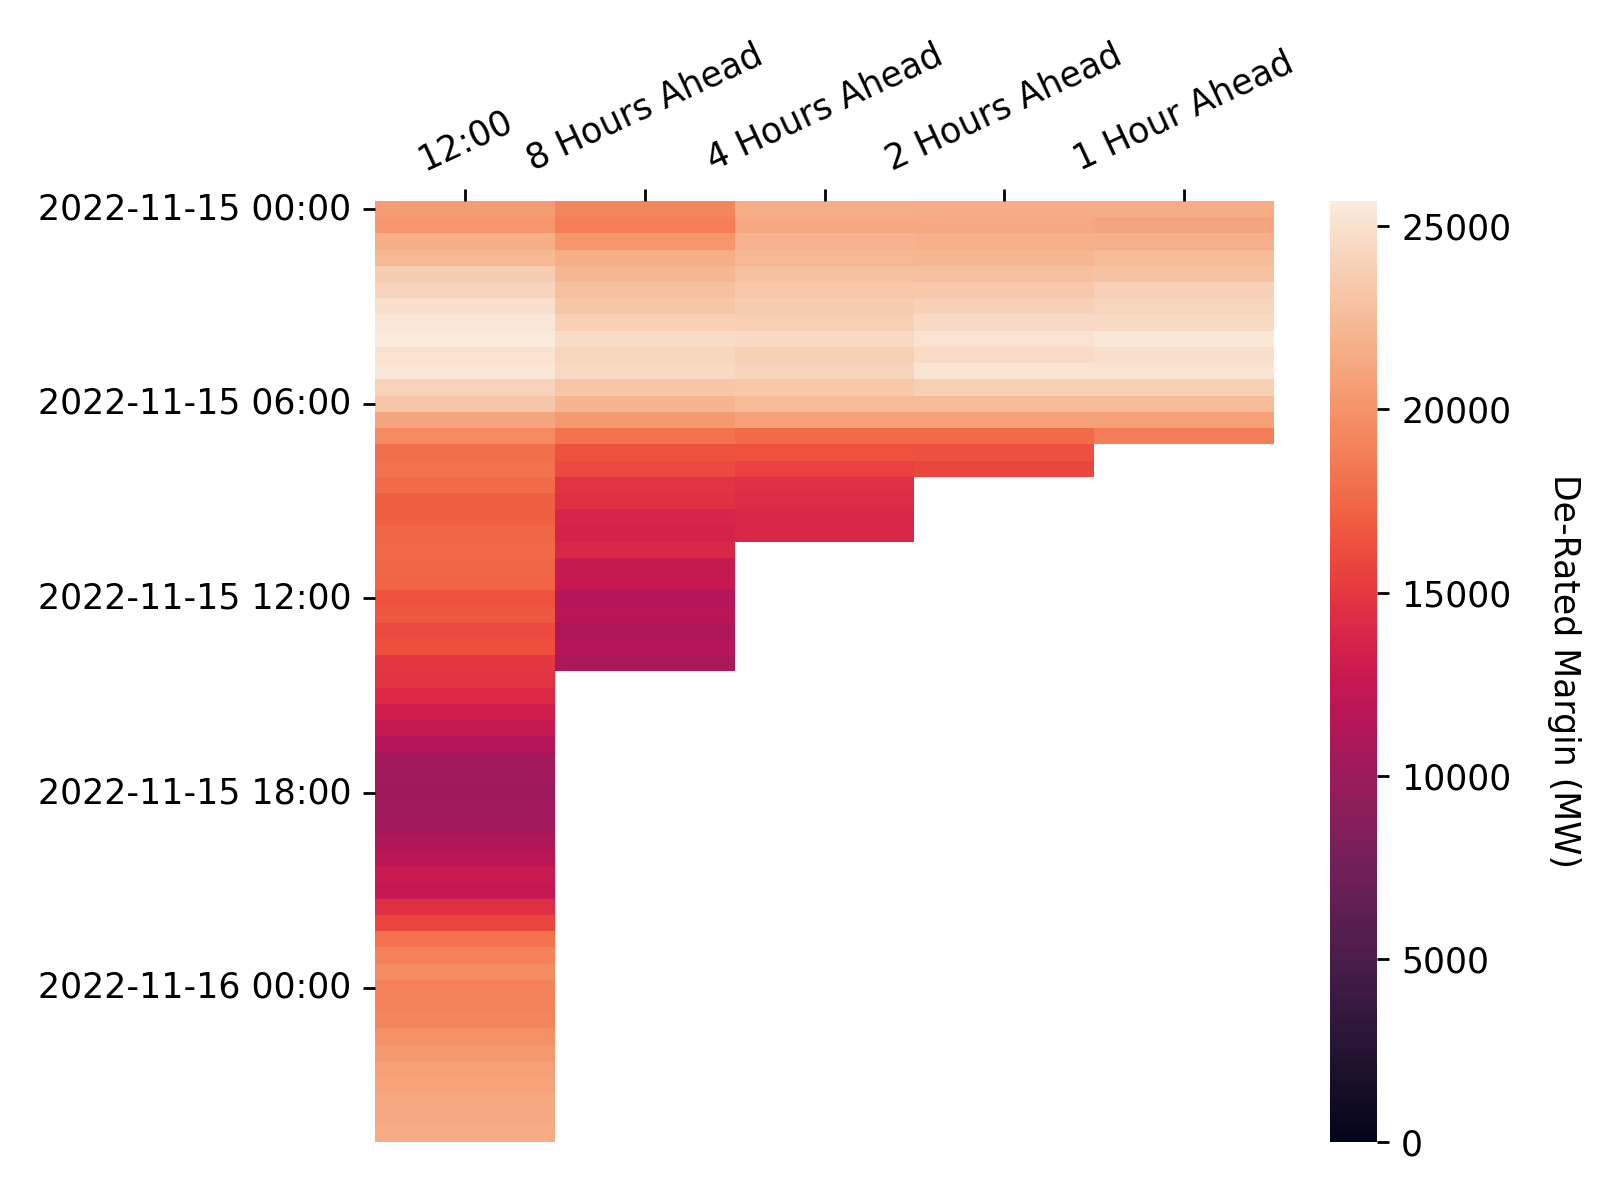 12:00
8 Hours Ahead
4 Hours Ahead
2 Hours Ahead
1 Hour Ahead
2022-11-15 00:00
2022-11-15 06:00
2022-11-15 12:00
2022-11-15 18:00
2022-11-16 00:00
25000
20000
15000
10000
5000
0
De-Rated Margin (MW)